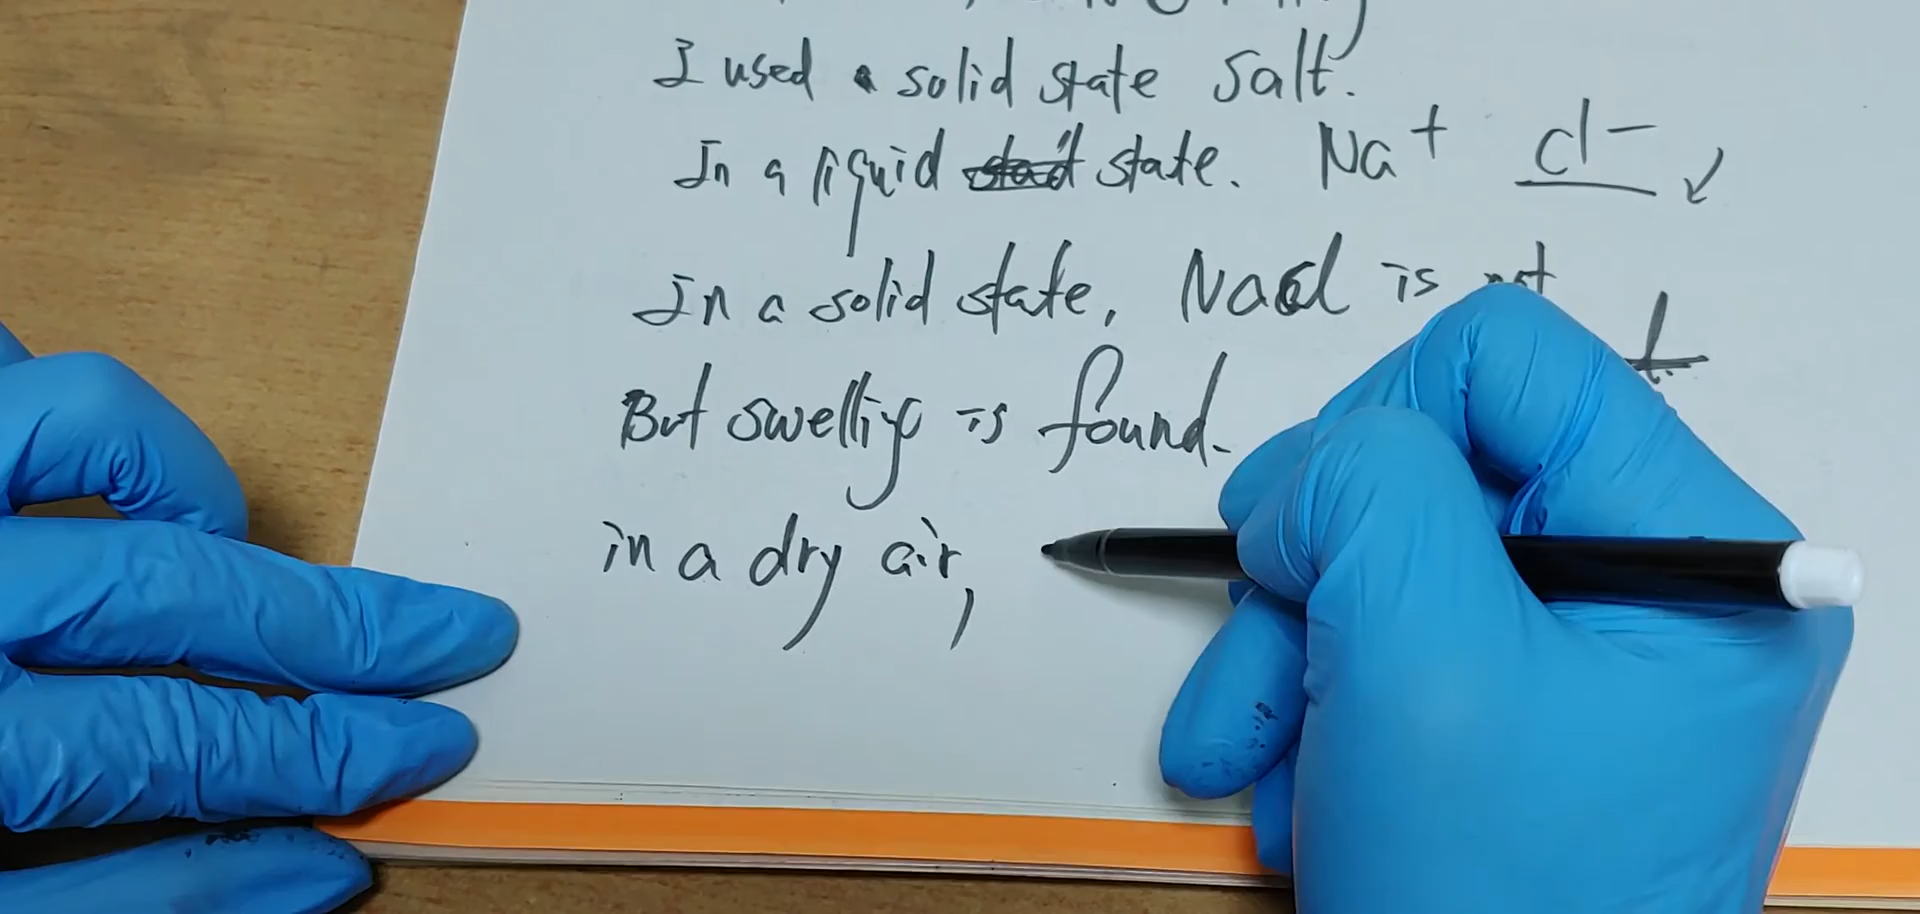 I used a solid state salt.
In a liquid state. Na+ Cl-
In a solid state, NaCl is not
But swelling is found.
in a dry air,